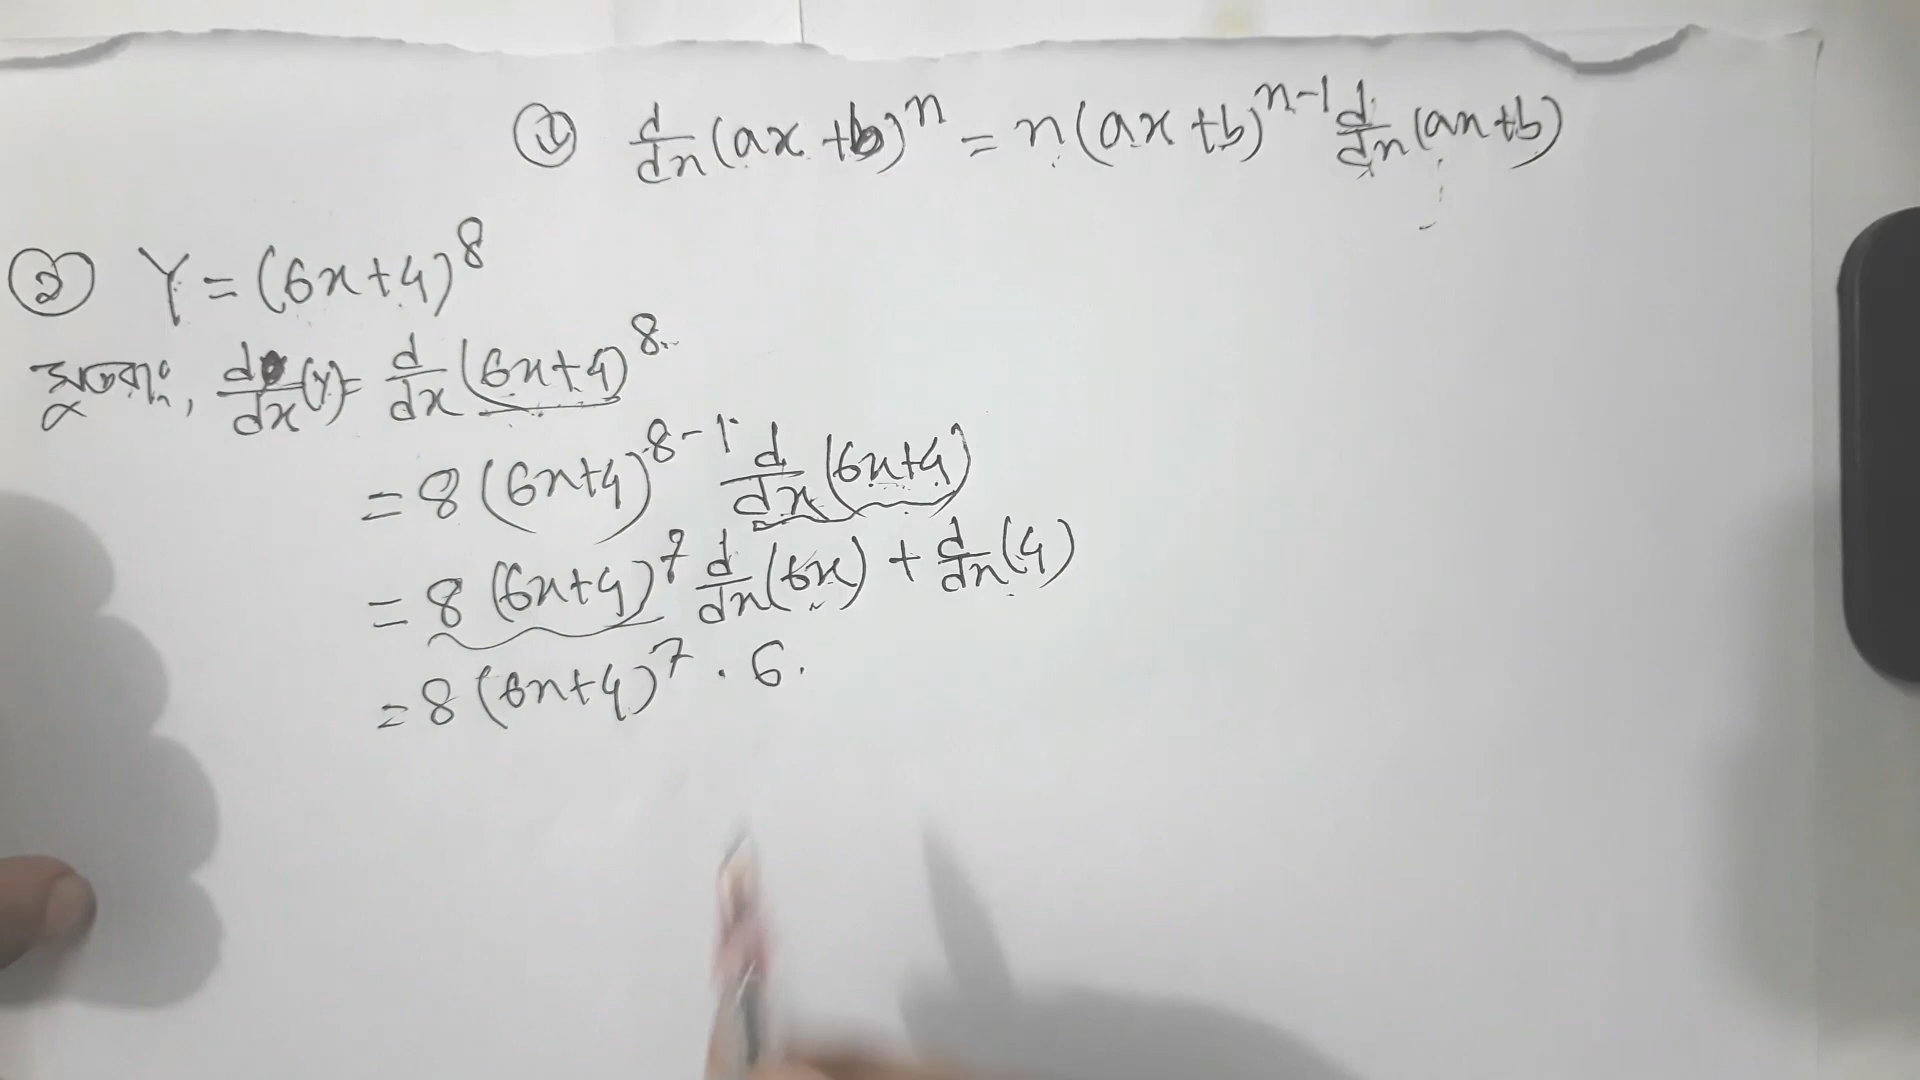 ① d/dx (ax+b)^n = n(ax+b)^n-1 d/dx (ax+b)
② Y = (6x+4)^8
সুতরাং, d/dx (Y) = d/dx (6x+4)^8
= 8 (6x+4)^8-1 d/dx (6x+4)
= 8 (6x+4)^7 d/dx (6x) + d/dx (4)
= 8 (6x+4)^7 . 6.